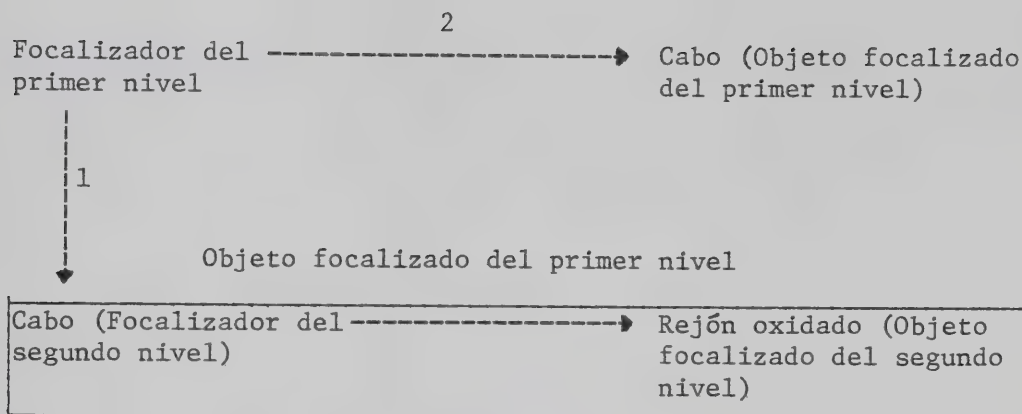 2
Focalizador del
primer nivel
Cabo (Objeto focalizado
del primer nivel)
1
Objeto focalizado del primer nivel
Cabo (Focalizador del
segundo nivel)
Rejón oxidado (Objeto
focalizado del segundo
nivel)